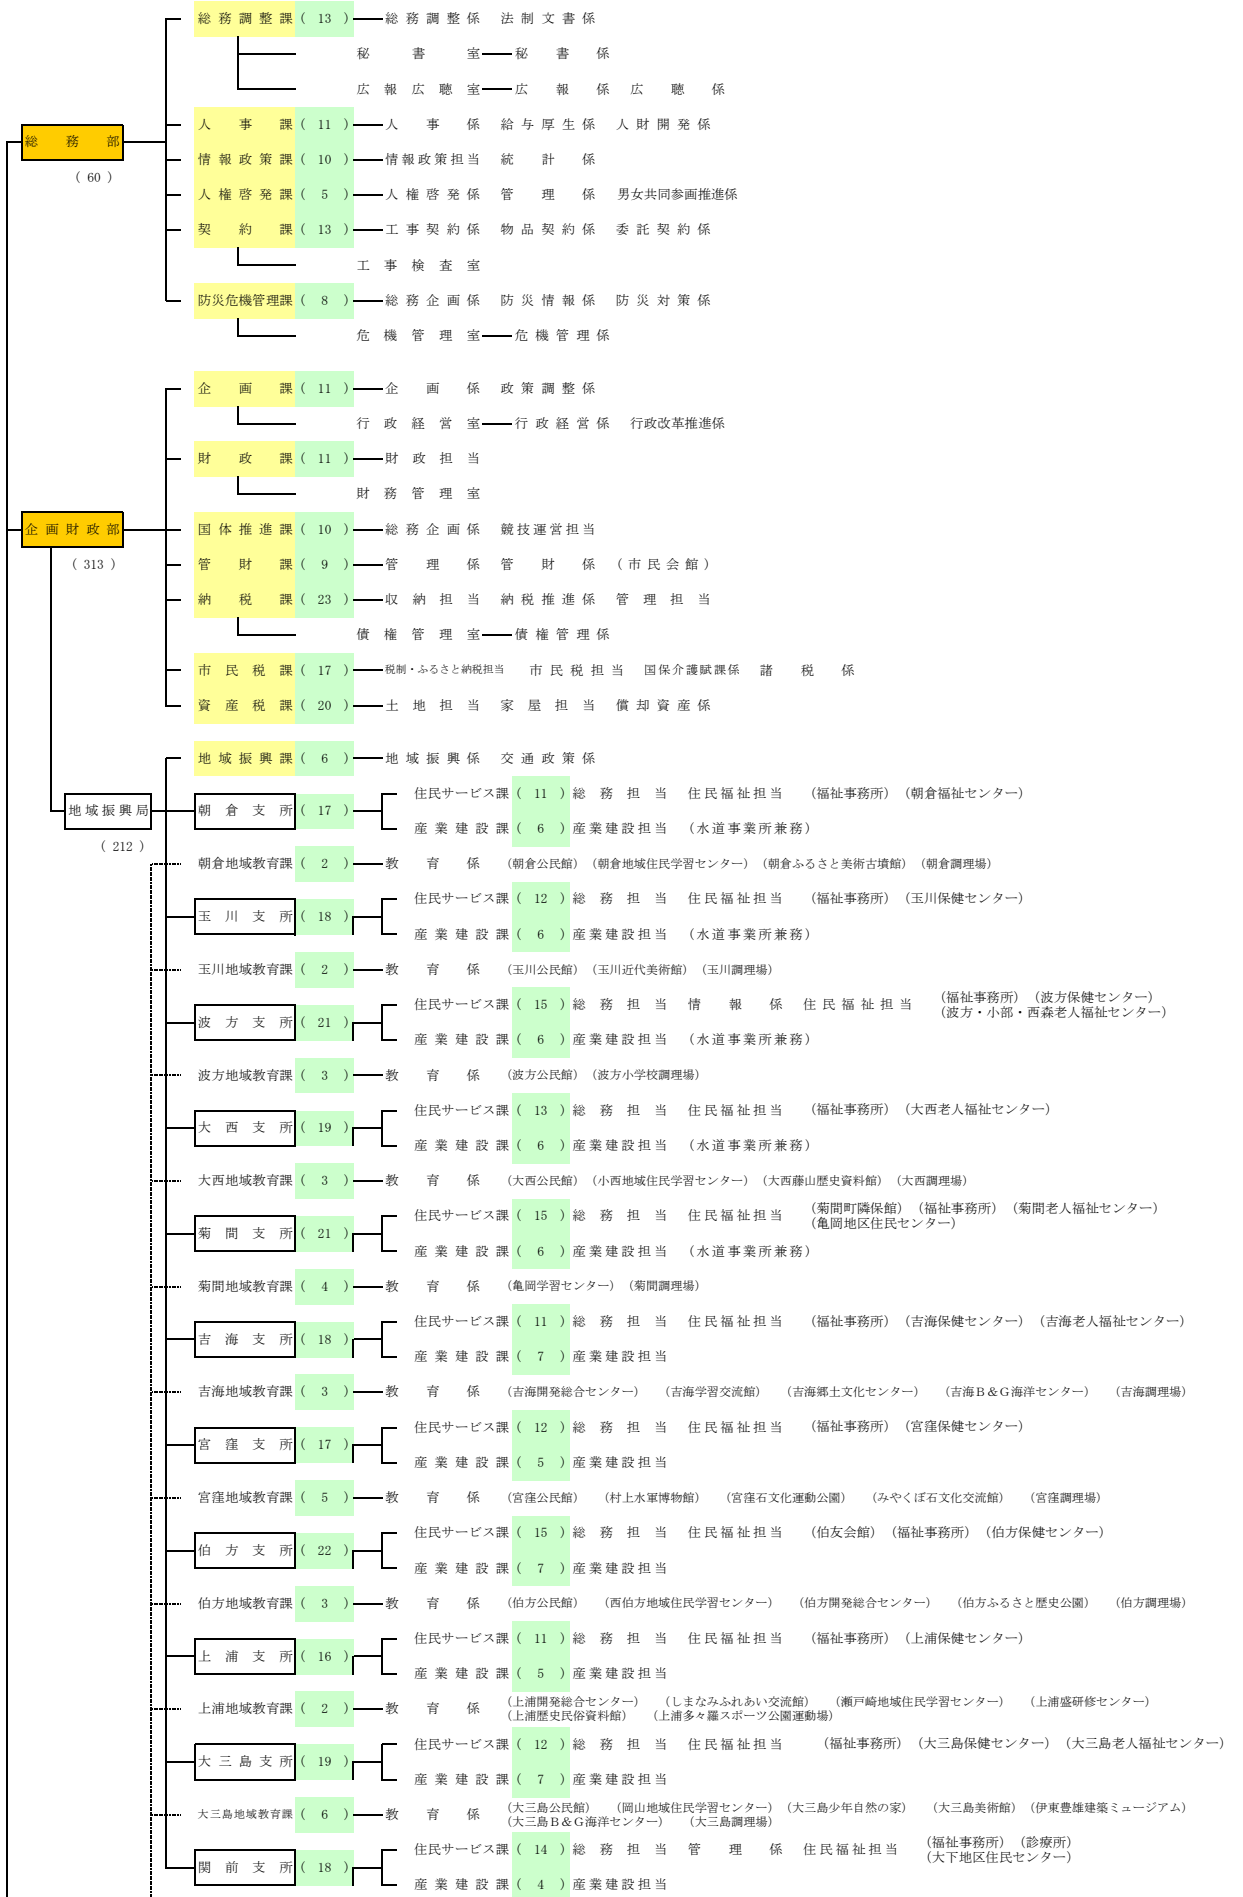 総務調整課 ( 13 ) 総務調整係 法制文書係
秘書室 秘書係
広報広聴室 広報係 広聴係
人事課 ( 11 ) 人事係 給与厚生係 人財開発係
総務部
情報政策課 ( 10 ) 情報政策担当 統計係
( 60 )
人権啓発課 ( 5 ) 人権啓発係 管理係 男女共同参画推進係
契約課 ( 13 ) 工事契約係 物品契約係 委託契約係
工事検査室
防災危機管理課 ( 8 ) 総務企画係 防災情報係 防災対策係
危機管理室 危機管理係
企画課 ( 11 ) 企画係 政策調整係
行政経営室 行政経営係 行政改革推進係
財政課 ( 11 ) 財政担当
財務管理室
企画財政部 国体推進課 ( 10 ) 総務企画係 競技運営担当
( 313 ) 管財課 ( 9 ) 管理係 管財係 (市民会館)
納税課 ( 23 ) 収納担当 納税推進係 管理担当
債権管理室 債権管理係
市民税課 ( 17 ) 税制・ふるさと納税担当 市民税担当 国保介護賦課係 諸税係
資産税課 ( 20 ) 土地担当 家屋担当 償却資産係
地域振興課 ( 6 ) 地域振興係 交通政策係
住民サービス課 ( 11 ) 総務担当 住民福祉担当 (福祉事務所) (朝倉福祉センター)
地域振興局 朝倉支所 ( 17 )
産業建設課 ( 6 ) 産業建設担当 (水道事業所兼務)
( 212 )
朝倉地域教育課 ( 2 ) 教育係 (朝倉公民館) (朝倉地域住民学習センター) (朝倉ふるさと美術古墳館) (朝倉調理場)
住民サービス課 ( 12 ) 総務担当 住民福祉担当 (福祉事務所) (玉川保健センター)
玉川支所 ( 18 )
産業建設課 ( 6 ) 産業建設担当 (水道事業所兼務)
玉川地域教育課 ( 2 ) 教育係 (玉川公民館) (玉川近代美術館) (玉川調理場)
住民サービス課 ( 15 ) 総務担当 情報係 住民福祉担当 (福祉事務所) (波方保健センター)
(波方・小部・西森老人福祉センター)
波方支所 ( 21 )
産業建設課 ( 6 ) 産業建設担当 (水道事業所兼務)
波方地域教育課 ( 3 ) 教育係 (波方公民館) (波方小学校調理場)
住民サービス課 ( 13 ) 総務担当 住民福祉担当 (福祉事務所) (大西老人福祉センター)
大西支所 ( 19 )
産業建設課 ( 6 ) 産業建設担当 (水道事業所兼務)
大西地域教育課 ( 3 ) 教育係 (大西公民館) (小西地域住民学習センター) (大西藤山歴史資料館) (大西調理場)
住民サービス課 ( 15 ) 総務担当 住民福祉担当 (菊間町隣保館) (福祉事務所) (菊間老人福祉センター)
(亀岡地区住民センター)
菊間支所 ( 21 )
産業建設課 ( 6 ) 産業建設担当 (水道事業所兼務)
菊間地域教育課 ( 4 ) 教育係 (亀岡学習センター) (菊間調理場)
住民サービス課 ( 11 ) 総務担当 住民福祉担当 (福祉事務所) (吉海保健センター) (吉海老人福祉センター)
吉海支所 ( 18 )
産業建設課 ( 7 ) 産業建設担当
吉海地域教育課 ( 3 ) 教育係 (吉海開発総合センター) (吉海学習交流館) (吉海郷土文化センター) (吉海B&G海洋センター) (吉海調理場)
住民サービス課 ( 12 ) 総務担当 住民福祉担当 (福祉事務所) (宮窪保健センター)
宮窪支所 ( 17 )
産業建設課 ( 5 ) 産業建設担当
宮窪地域教育課 ( 5 ) 教育係 (宮窪公民館) (村上水軍博物館) (宮窪石文化運動公園) (みやくぼ石文化交流館) (宮窪調理場)
住民サービス課 ( 15 ) 総務担当 住民福祉担当 (伯友会館) (福祉事務所) (伯方保健センター)
伯方支所 ( 22 )
産業建設課 ( 7 ) 産業建設担当
伯方地域教育課 ( 3 ) 教育係 (伯方公民館) (西伯方地域住民学習センター) (伯方開発総合センター) (伯方ふるさと歴史公園) (伯方調理場)
住民サービス課 ( 11 ) 総務担当 住民福祉担当 (福祉事務所) (上浦保健センター)
上浦支所 ( 16 )
産業建設課 ( 5 ) 産業建設担当
上浦地域教育課 ( 2 ) 教育係 (上浦開発総合センター) (しまなみふれあい交流館) (瀬戸崎地域住民学習センター) (上浦盛研修センター)
(上浦歴史民俗資料館) (上浦多々羅スポーツ公園運動場)
住民サービス課 ( 12 ) 総務担当 住民福祉担当 (福祉事務所) (大三島保健センター) (大三島老人福祉センター)
大三島支所 ( 19 )
産業建設課 ( 7 ) 産業建設担当
大三島地域教育課 ( 6 ) 教育係 (大三島公民館) (岡山地域住民学習センター) (大三島少年自然の家) (大三島美術館) (伊東豊雄建築ミュージアム)
(大三島B&G海洋センター) (大三島調理場)
住民サービス課 ( 14 ) 総務担当 管理係 住民福祉担当 (福祉事務所) (診療所)
(大下地区住民センター)
関前支所 ( 18 )
産業建設課 ( 4 ) 産業建設担当